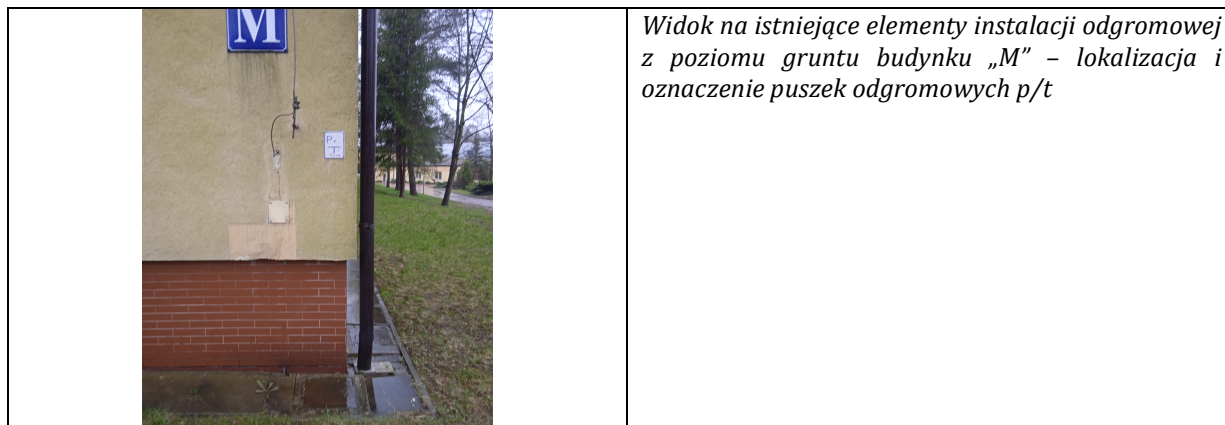 M
P.
T.
Widok na istniejące elementy instalacji odgromowej
z poziomu gruntu budynku „M” – lokalizacja i
oznaczenie puszek odgromowych p/t